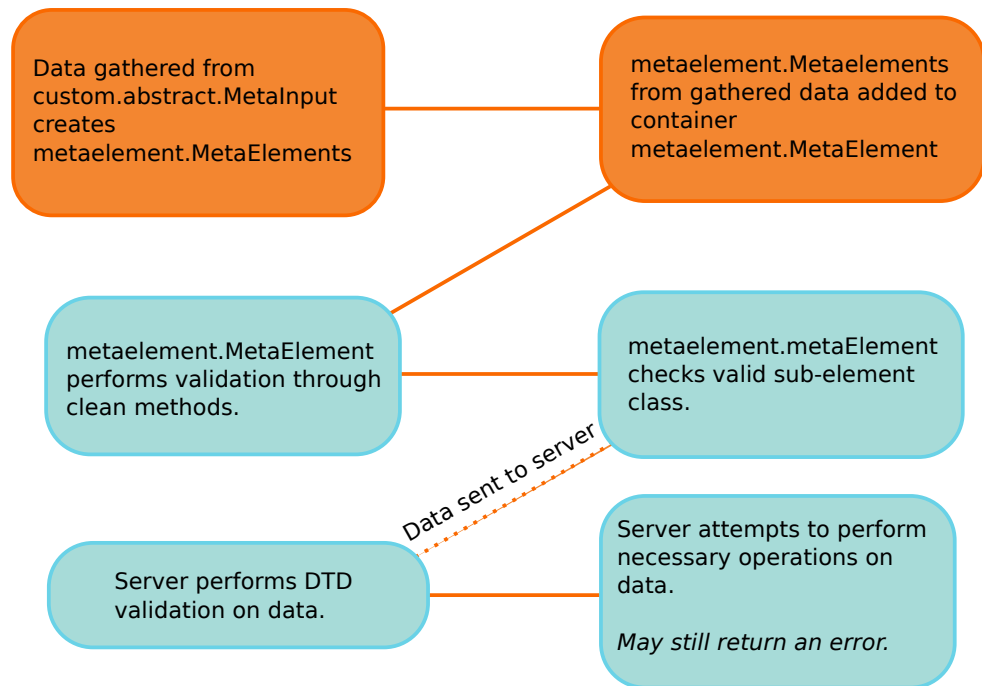 Data gathered from
custom.abstract.MetaInput
creates
metaelement.MetaElements
metaelement.Metaelements
from gathered data added to
container
metaelement.MetaElement
metaelement.MetaElement
performs validation through
clean methods.
metaelement.metaElement
checks valid sub-element
class.
Data sent to server
Server performs DTD
validation on data.
Server attempts to perform
necessary operations on
data.
May still return an error.